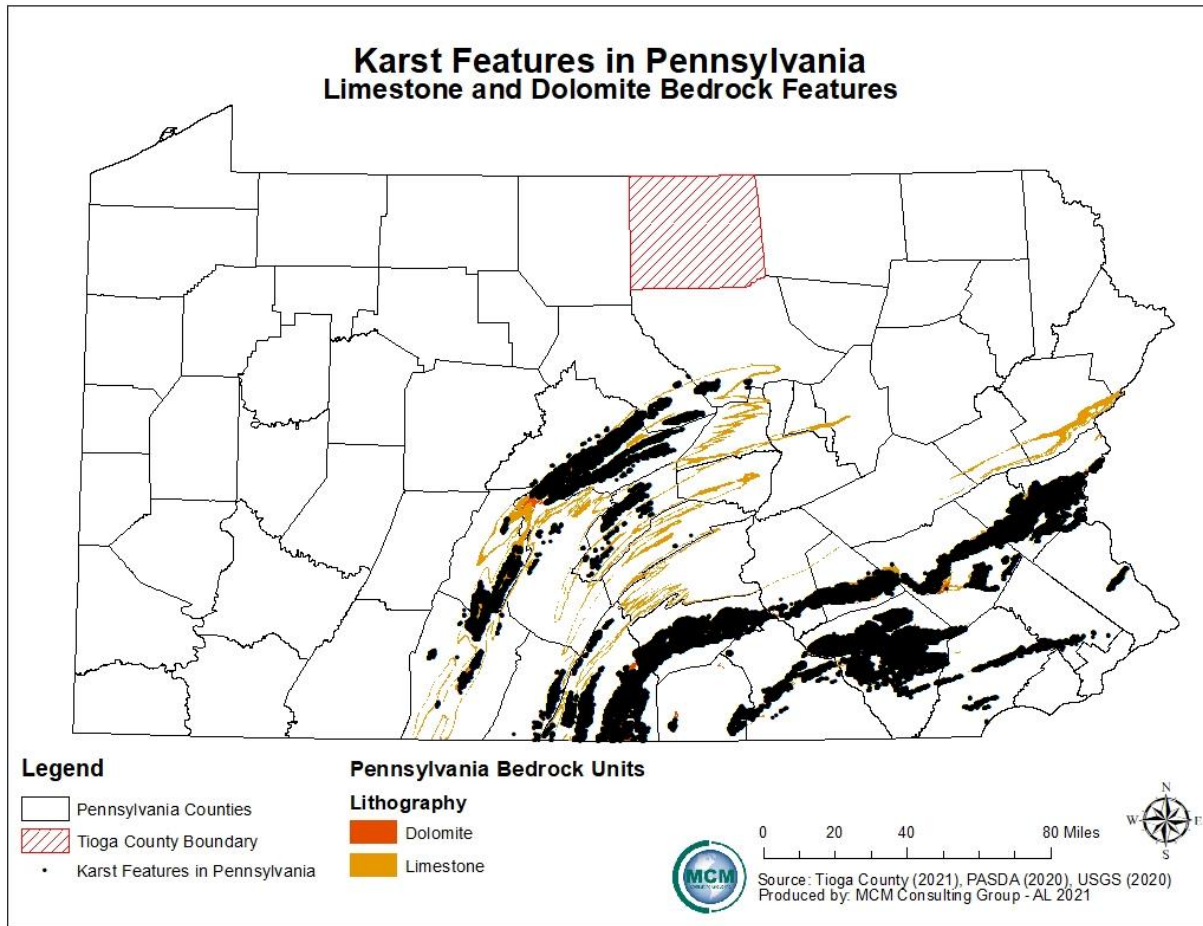 Karst Features in Pennsylvania
Limestone and Dolomite Bedrock Features
Legend
Pennsylvania Counties
Tioga County Boundary
Karst Features in Pennsylvania
Pennsylvania Bedrock Units
Lithography
Dolomite
Limestone
MCM
0 20 40 80 Miles
Source: Tioga County (2021), PASDA (2020), USGS (2020)
Produced by: MCM Consulting Group - AL 2021
N
W E
S